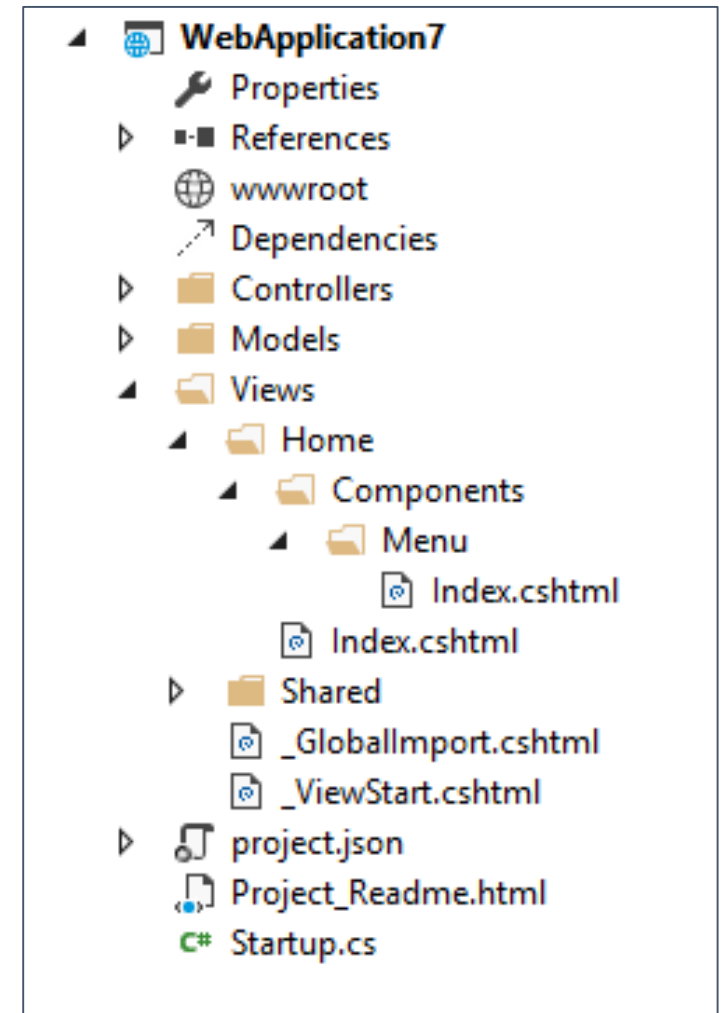 WebApplication7
Properties
References
wwwroot
Dependencies
Controllers
Models
Views
Home
Components
Menu
Index.cshtml
Index.cshtml
Shared
_GlobalImport.cshtml
_ViewStart.cshtml
project.json
Project_Readme.html
C# Startup.cs